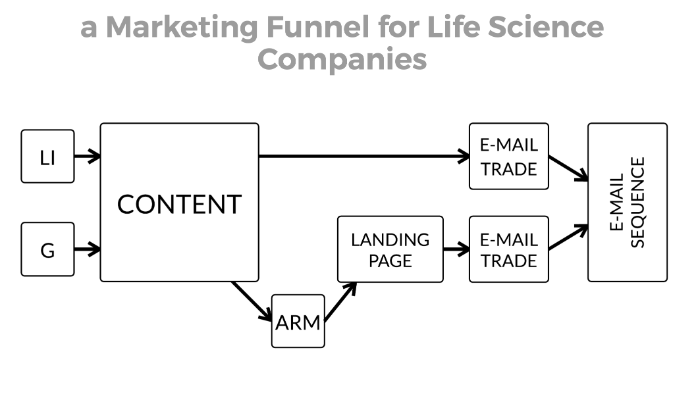 a Marketing Funnel for Life Science
Companies
LI
CONTENT
E-MAIL
TRADE
E-MAIL
SEQUENCE
G
LANDING
PAGE
E-MAIL
TRADE
ARM